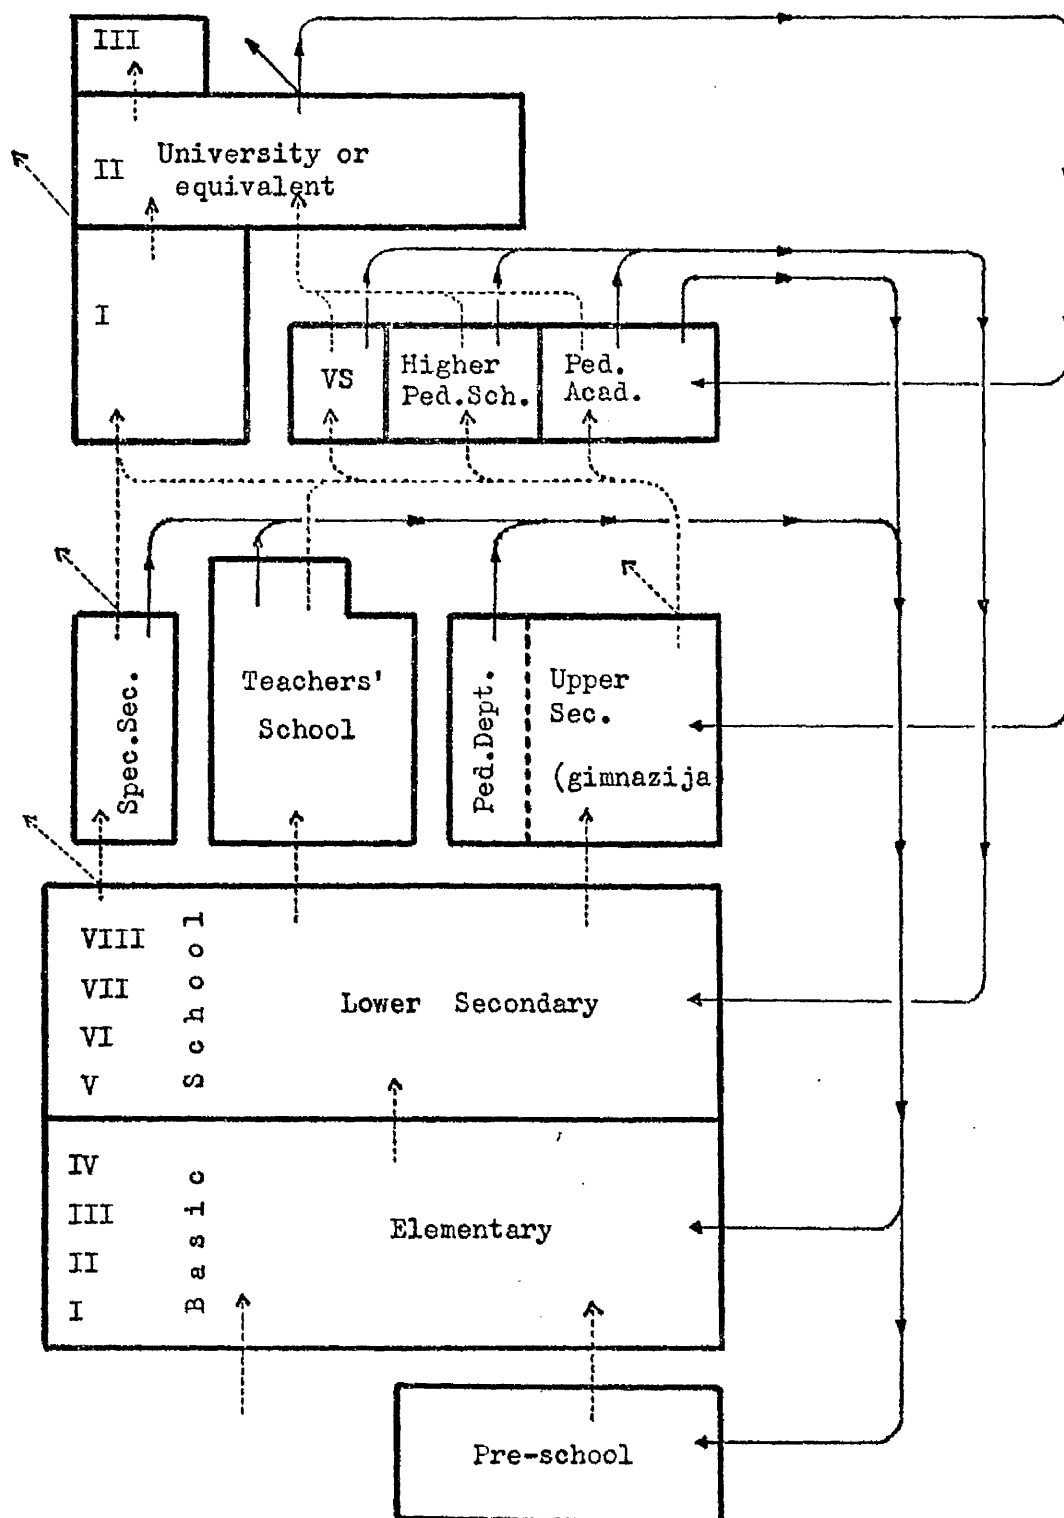 III
II
University or
equivalent
I
VS
Higher
Ped.Sch.
Ped.
Acad.
Spec.Sec.
Teachers'
School
Ped.Dept.
Upper
Sec.
(gimnazija
VIII
VII
VI
V
School
Lower Secondary
IV
III
II
I
Basic
Elementary
Pre-school